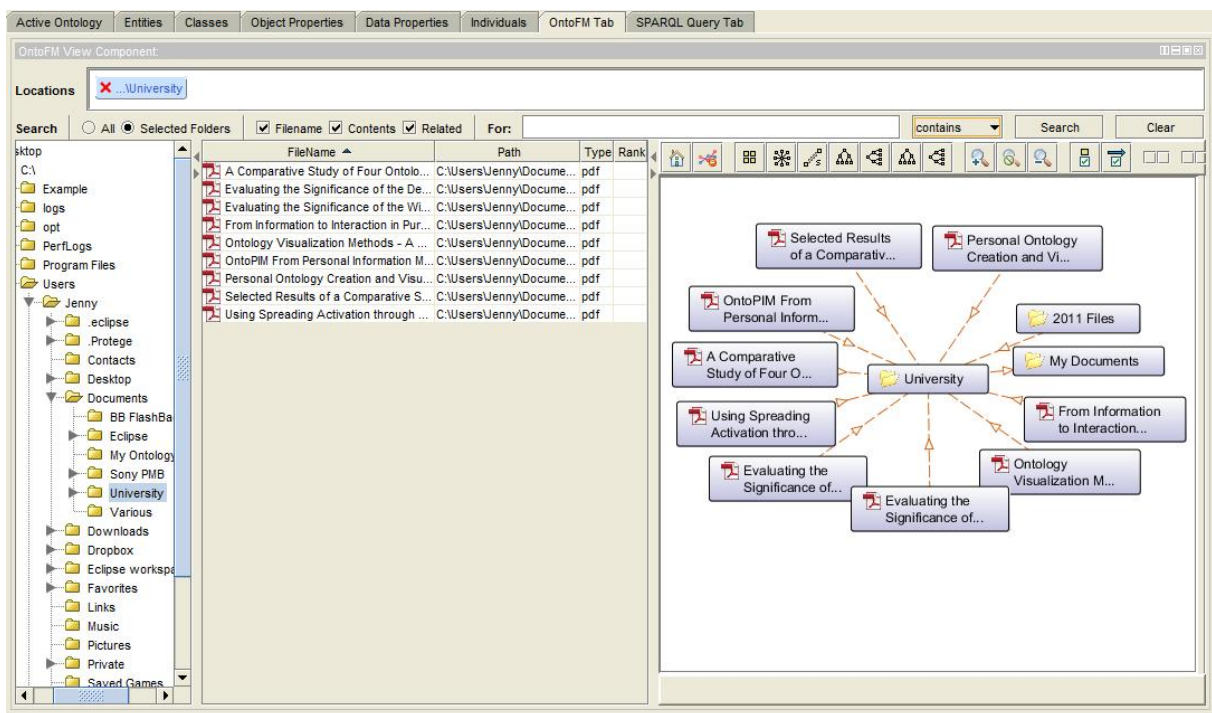 Active Ontology Entities Classes Object Properties Data Properties Individuals OntoFM Tab SPARQL Query Tab
OntoFM View Component:
Locations ...\University
Search All Selected Folders Filename Contents Related For: contains Search Clear
sktop
C:\
Example
logs
opt
PerfLogs
Program Files
Users
Jenny
.eclipse
.Protege
Contacts
Desktop
Documents
BB FlashBa
Eclipse
My Ontology
Sony PMB
University
Various
Downloads
Dropbox
Eclipse workspa
Favorites
Links
Music
Pictures
Private
Saved Games
FileName Path Type Rank
A Comparative Study of Four Ontolo... C:\Users\Jenny\Docume... pdf
Evaluating the Significance of the De... C:\Users\Jenny\Docume... pdf
Evaluating the Significance of the Wi... C:\Users\Jenny\Docume... pdf
From Information to Interaction in Pur... C:\Users\Jenny\Docume... pdf
Ontology Visualization Methods - A ... C:\Users\Jenny\Docume... pdf
OntoPIM From Personal Information M... C:\Users\Jenny\Docume... pdf
Personal Ontology Creation and Visu... C:\Users\Jenny\Docume... pdf
Selected Results of a Comparative S... C:\Users\Jenny\Docume... pdf
Using Spreading Activation through ... C:\Users\Jenny\Docume... pdf
Selected Results
of a Comparativ...
Personal Ontology
Creation and Vi...
OntoPIM From
Personal Inform...
2011 Files
A Comparative
Study of Four O...
My Documents
University
Using Spreading
Activation thro...
From Information
to Interaction...
Evaluating the
Significance of...
Ontology
Visualization M...
Evaluating the
Significance of...